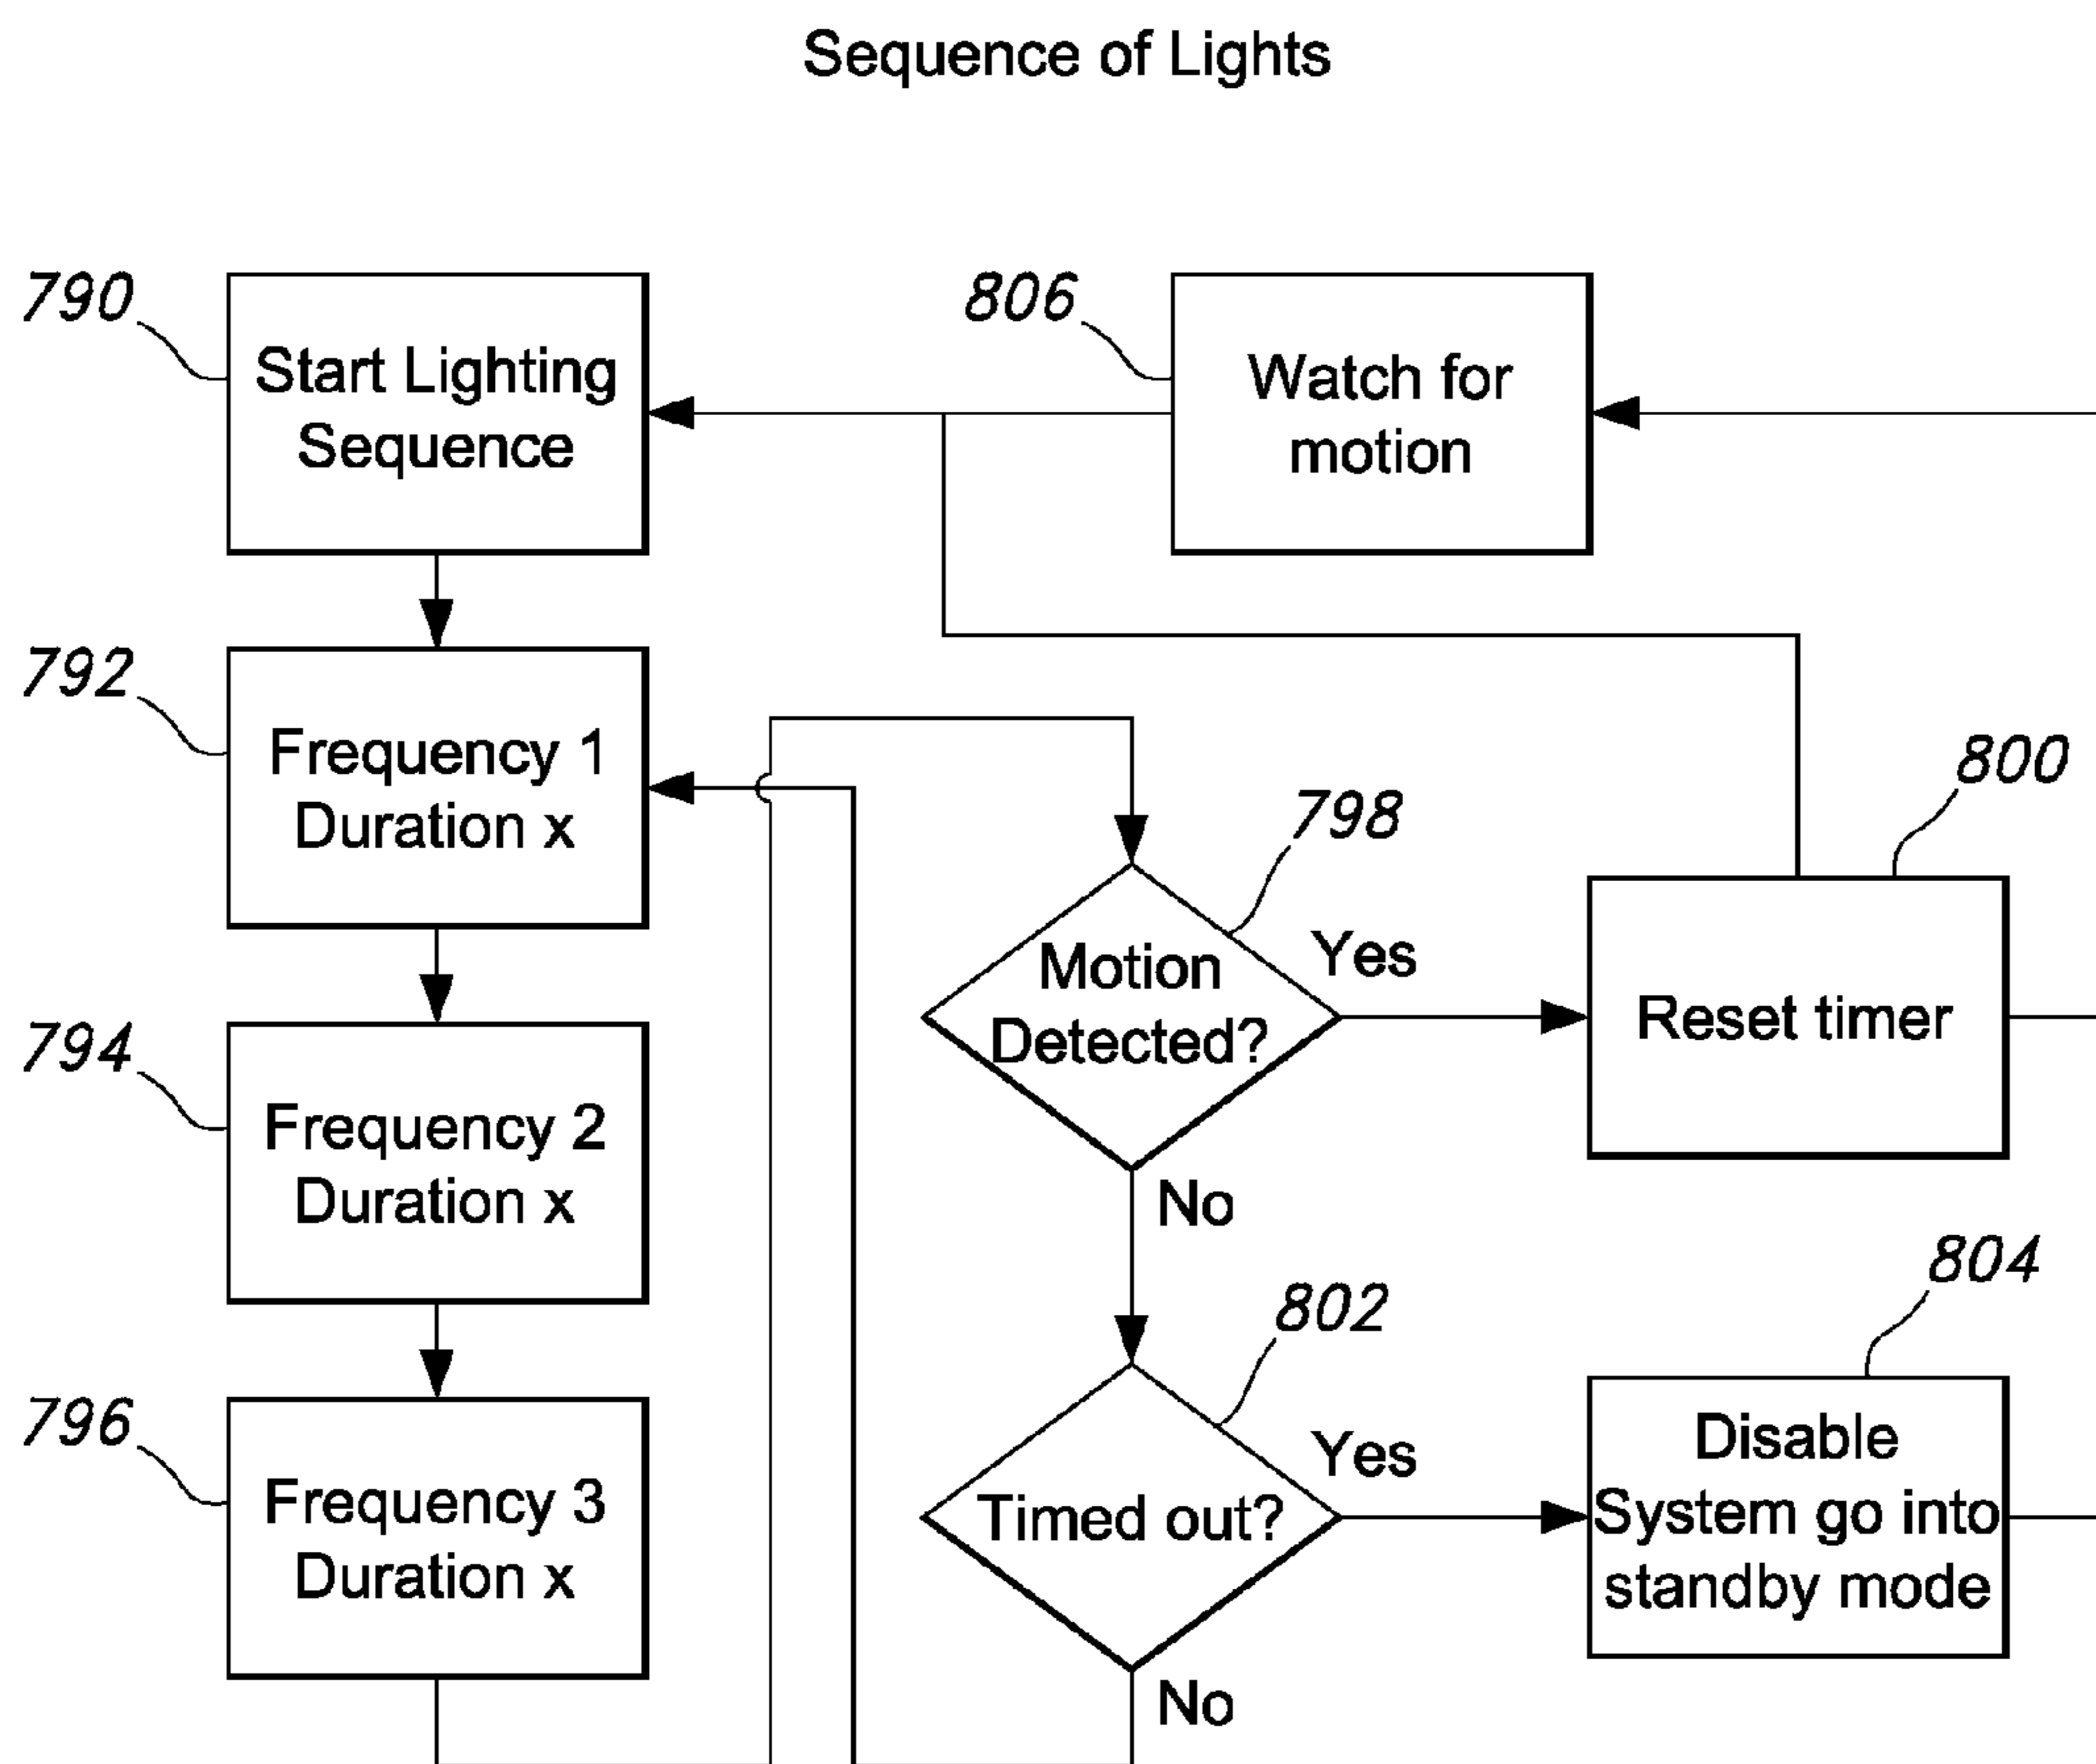 Sequence of Lights
790
Start Lighting
Sequence
806
Watch for
motion
792
Frequency 1
Duration x
798
Motion
Detected?
Yes
No
800
Reset timer
794
Frequency 2
Duration x
802
Timed out?
Yes
No
804
Disable
System go into
standby mode
796
Frequency 3
Duration x